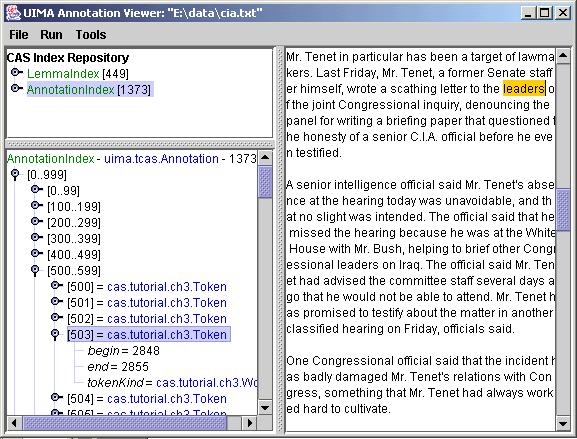 UIMA Annotation Viewer: "E:\data\cia.txt"
File Run Tools
CAS Index Repository
LemmaIndex [449]
AnnotationIndex [1373]
AnnotationIndex - uima.tcas.Annotation - 1373
[0..999]
[0..99]
[100..199]
[200..299]
[300..399]
[400..499]
[500..599]
[500] = cas.tutorial.ch3.Token
[501] = cas.tutorial.ch3.Token
[502] = cas.tutorial.ch3.Token
[503] = cas.tutorial.ch3.Token
begin = 2848
end = 2855
tokenKind = cas.tutorial.ch3.Wo
[504] = cas.tutorial.ch3.Token
[505] = cas.tutorial.ch3.Token
Mr. Tenet in particular has been a target of lawma
kers. Last Friday, Mr. Tenet, a former Senate staff
er himself, wrote a scathing letter to the leaders o
f the joint Congressional inquiry, denouncing the
panel for writing a briefing paper that questioned t
he honesty of a senior C.I.A. official before he eve
n testified.
A senior intelligence official said Mr. Tenet's abse
nce at the hearing today was unavoidable, and th
at no slight was intended. The official said that he
missed the hearing because he was at the White
House with Mr. Bush, helping to brief other Congr
essional leaders on Iraq. The official said Mr. Ten
et had advised the committee staff several days a
go that he would not be able to attend. Mr. Tenet h
as promised to testify about the matter in another
classified hearing on Friday, officials said.
One Congressional official said that the incident h
as badly damaged Mr. Tenet's relations with Con
gress, something that Mr. Tenet had always work
ed hard to cultivate.